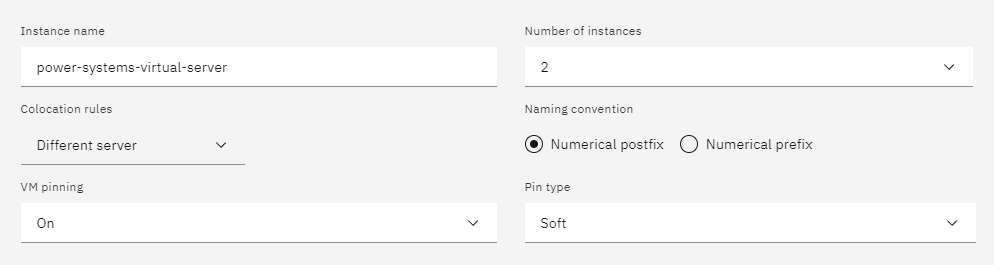 Instance name
Number of instances
power-systems-virtual-server
2
Colocation rules
Naming convention
Different server
Numerical postfix
Numerical prefix
VM pinning
Pin type
On
Soft